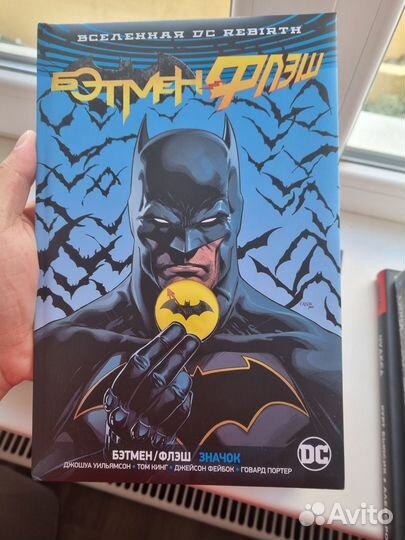 ВСЕЛЕННАЯ DC REBIRTH
БЭТМЕН ФЛЭШ
БЭТМЕН / ФЛЭШ ЗНАЧОК
ДЖОШУА УИЛЬЯМСОН • ТОМ КИНГ • ДЖЕЙСОН ФЕЙБОК • ГОВАРД ПОРТЕР
DC
Avito